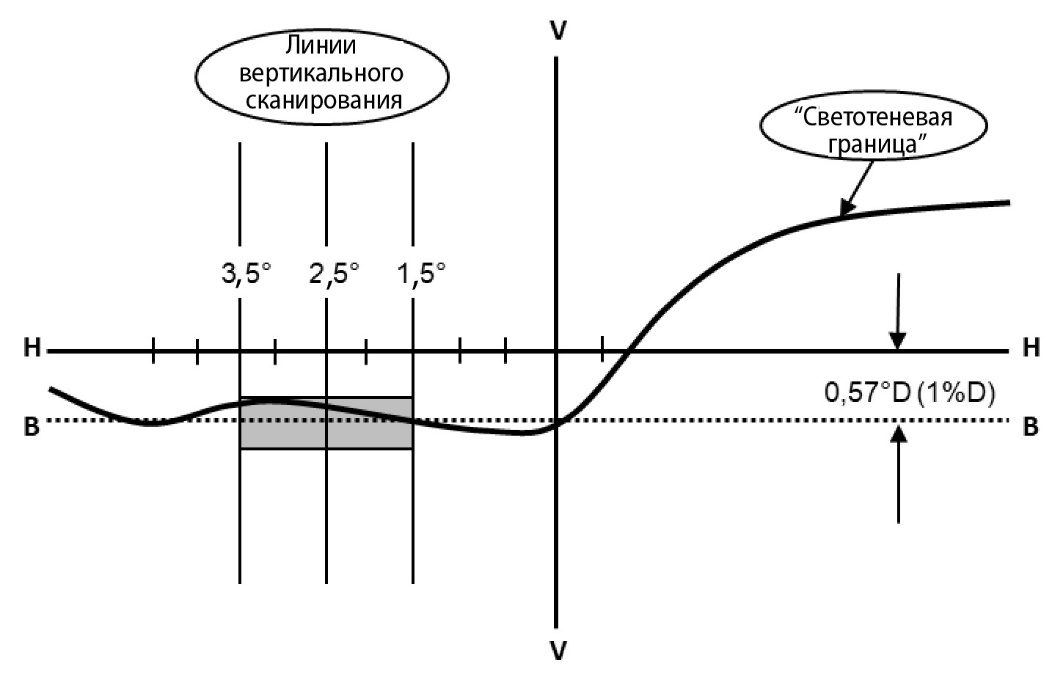 V
Линии
вертикального
сканирования
“Светотеневая
граница”
3,5° 2,5° 1,5°
H H
0,57°D (1%D)
B B
V